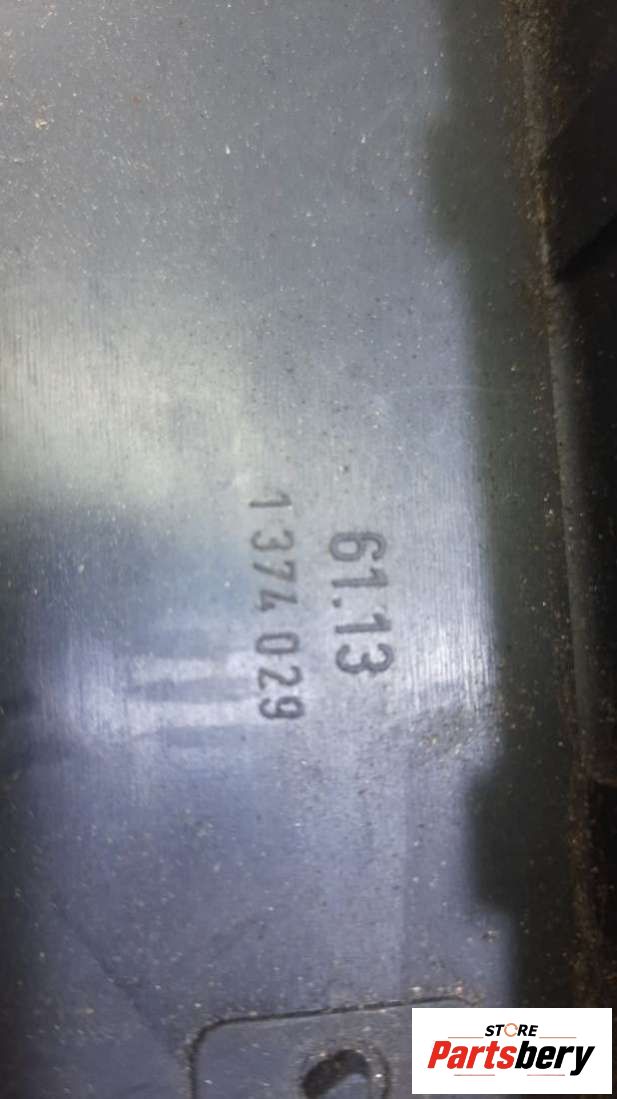 61.13
1 374 029
STORE
Partsbery